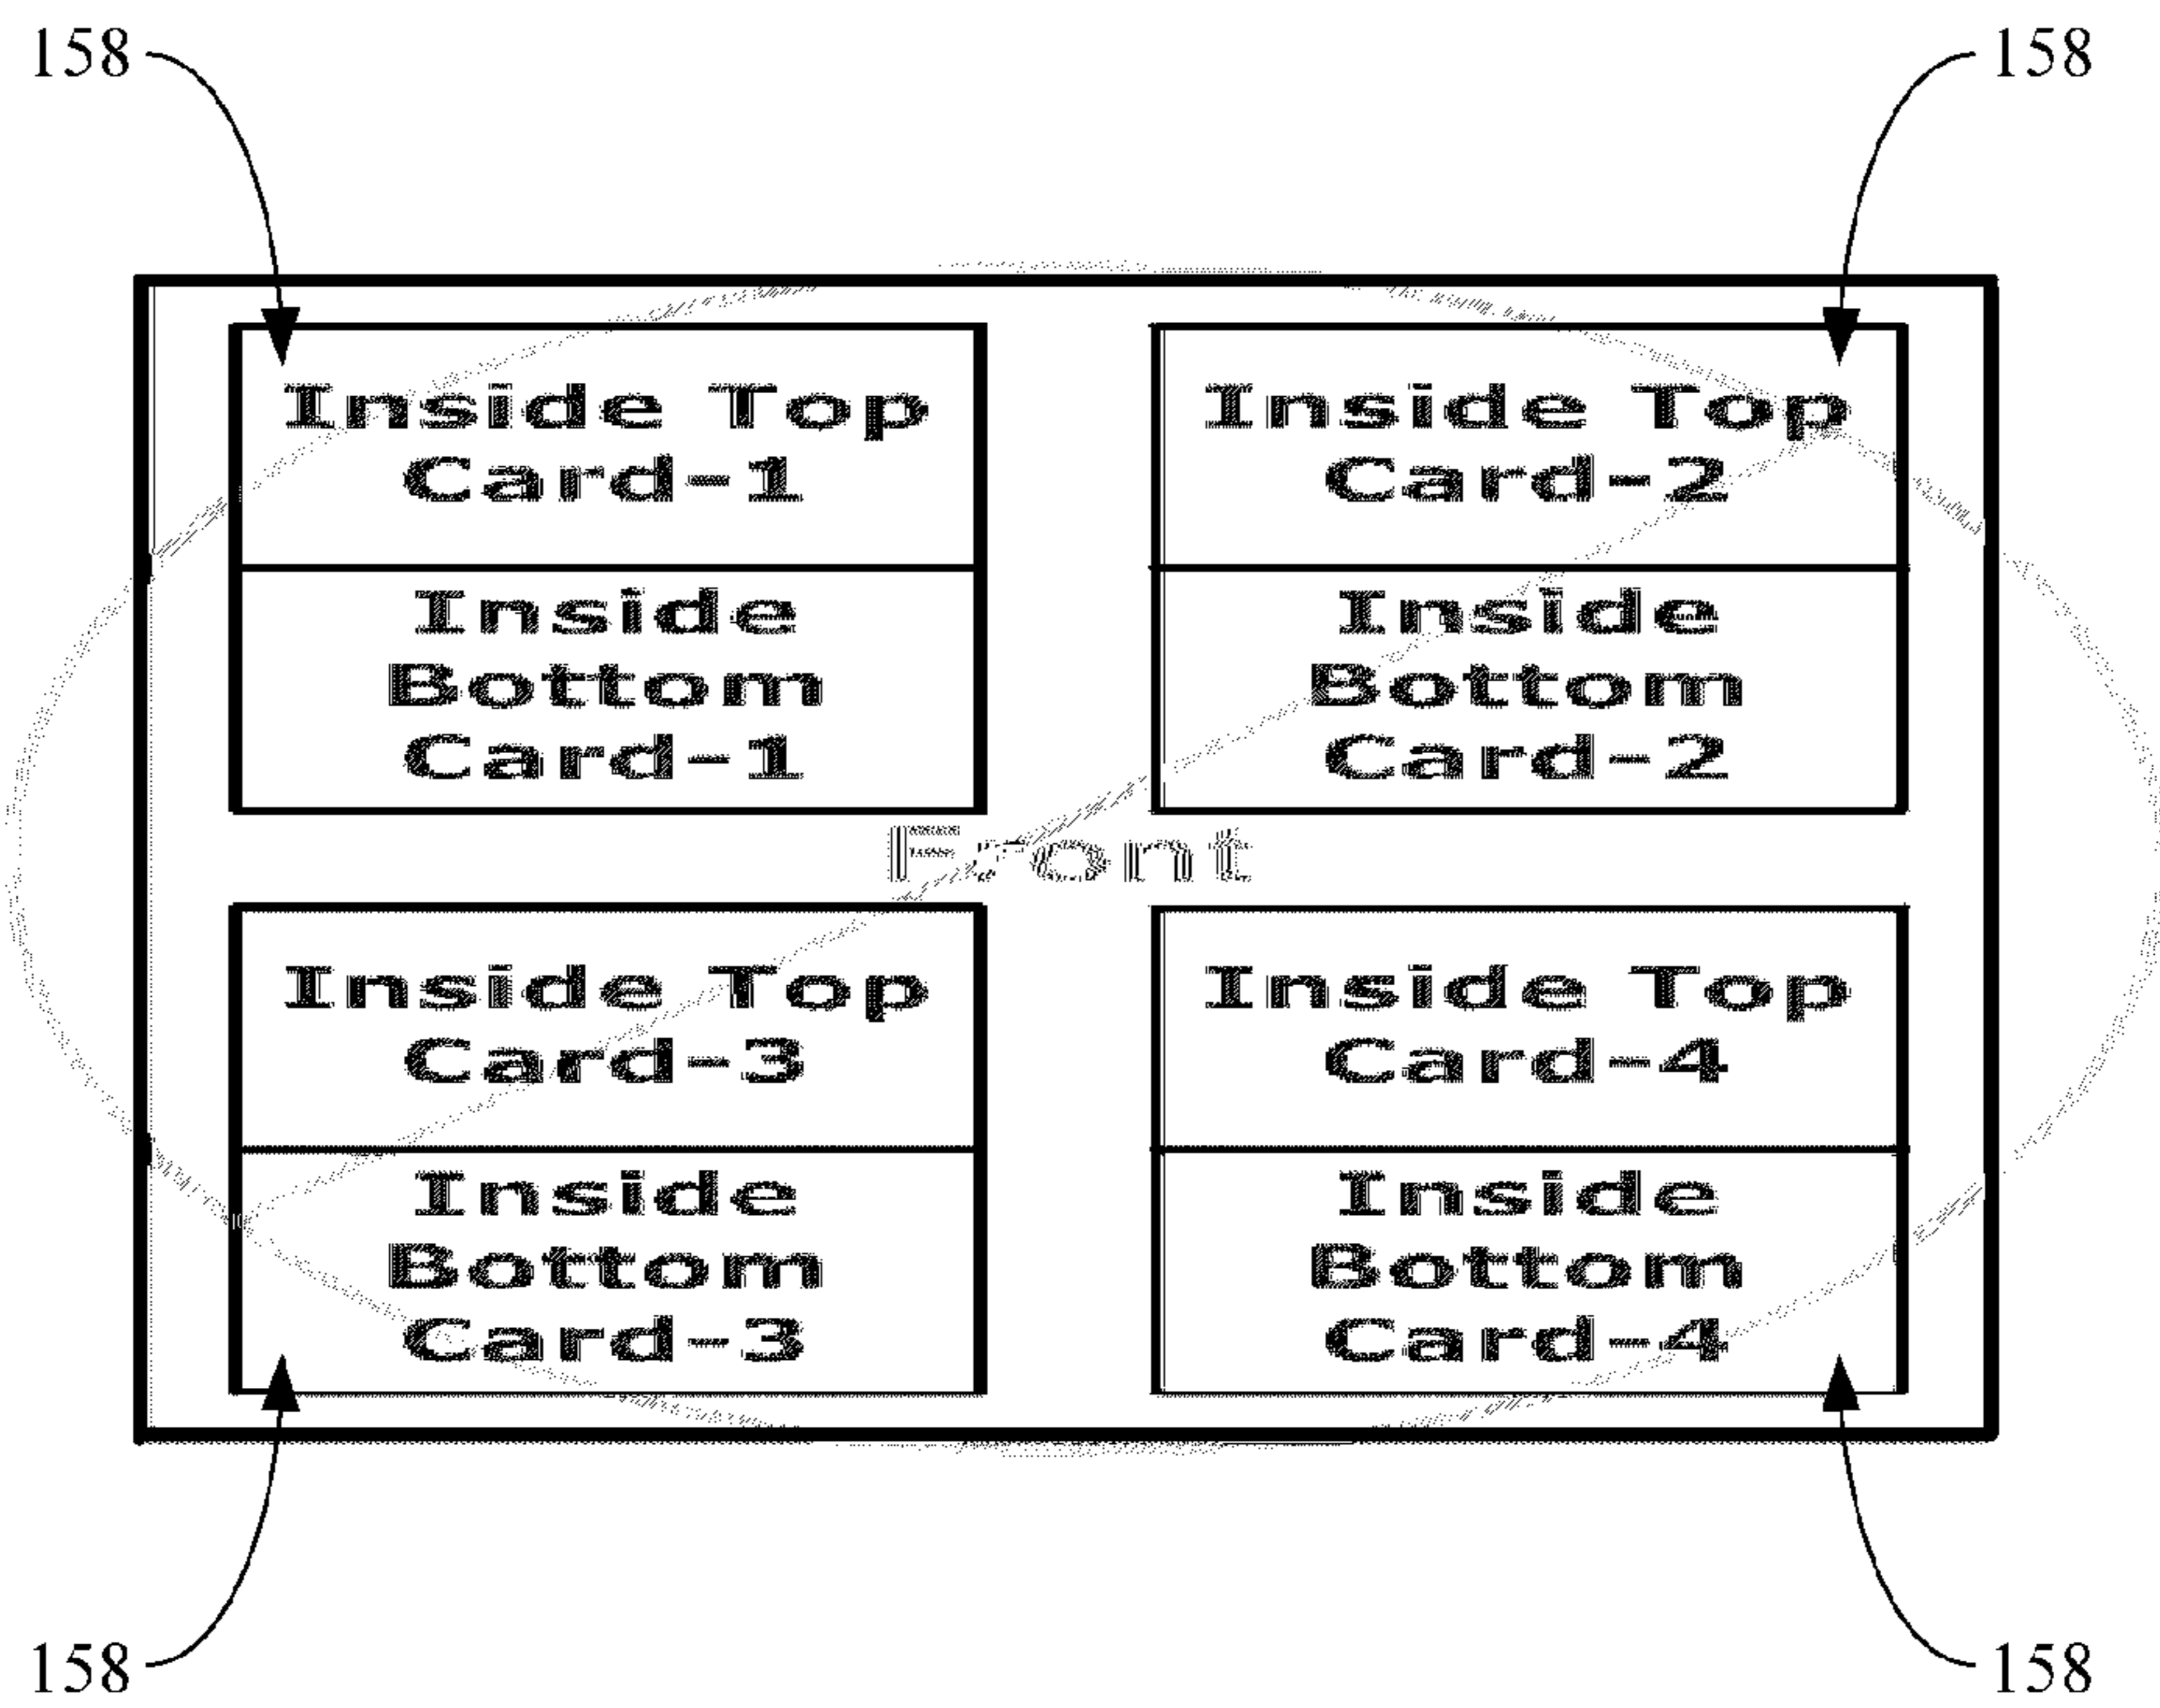 158
158
Inside Top
Card-1
Inside Top
Card-2
Inside
Bottom
Card-1
Inside
Bottom
Card-2
Front
Inside Top
Card-3
Inside Top
Card-4
Inside
Bottom
Card-3
Inside
Bottom
Card-4
158
158